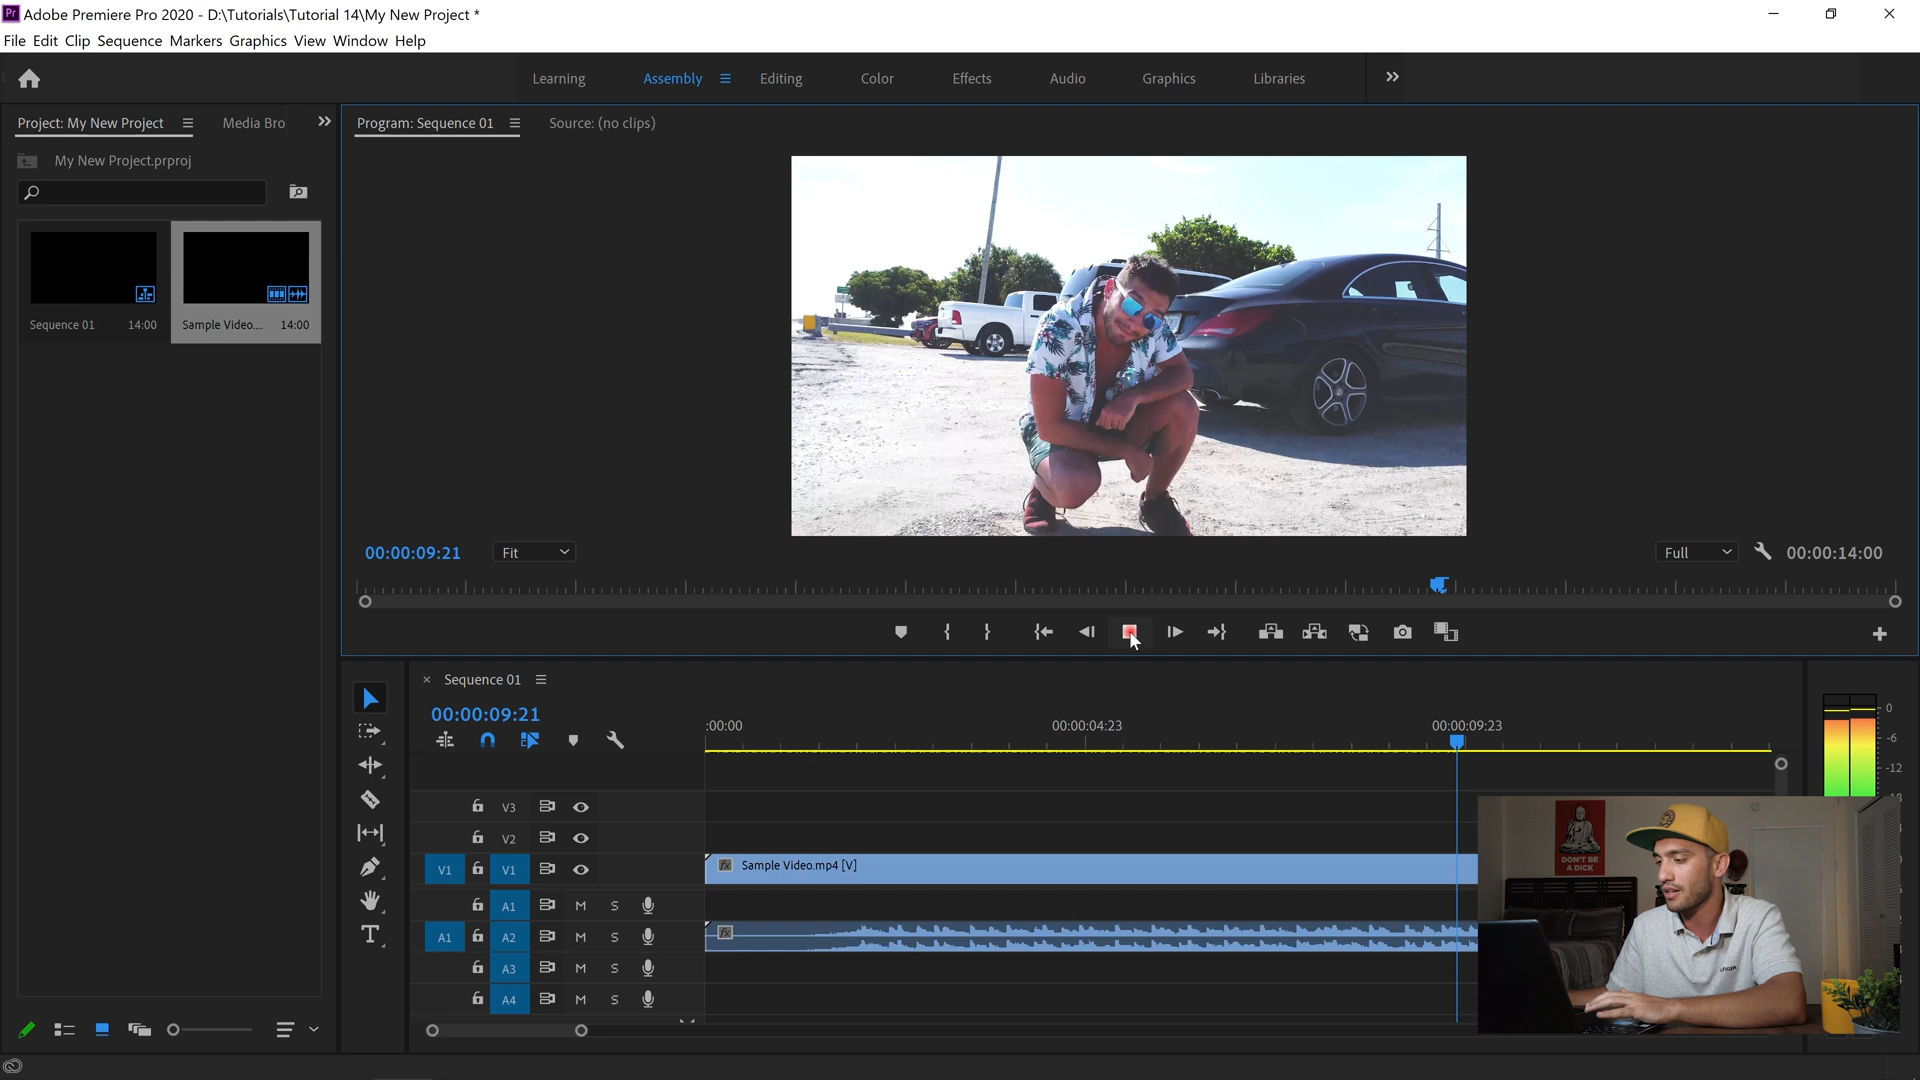 Pr Adobe Premiere Pro 2020 - D:\Tutorials\Tutorial 14\My New Project *
File Edit Clip Sequence Markers Graphics View Window Help
Learning Assembly Editing Color Effects Audio Graphics Libraries
Project: My New Project Media Bro
Program: Sequence 01 Source: (no clips)
My New Project.prproj
Sequence 01 14:00 Sample Video.... 14:00
00:00:09:21 Fit Full 00:00:14:00
Sequence 01
00:00:09:21
:00:00 00:00:04:23 00:00:09:23
V3
V2
V1 V1 fx Sample Video.mp4 [V]
A1 M S
A1 A2 M S fx
A3 M S
A4 M S
0
-6
-12
DON'T BE
A DICK
T